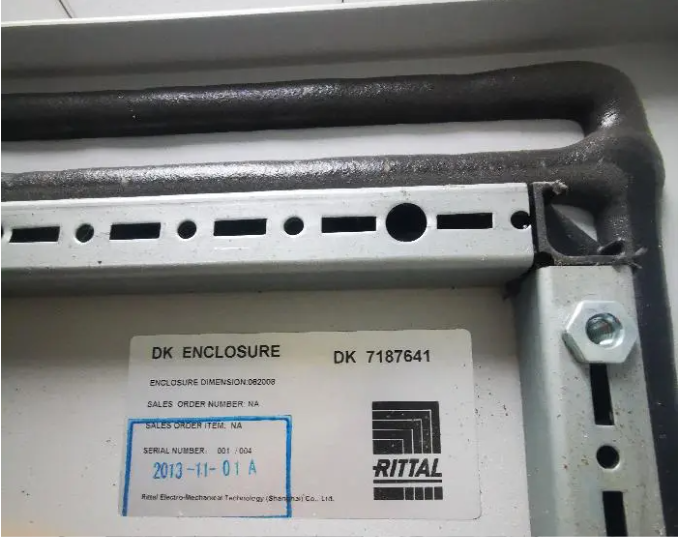 DK ENCLOSURE
DK 7187641
ENCLOSURE DIMENSION:082008
SALES ORDER NUMBER: NA
SALES ORDER ITEM: NA
SERIAL NUMBER: 001 / 004
2013-11-01 A
RITTAL
Rittal Electro-Mechanical Technology (Shanghai) Co., Ltd.